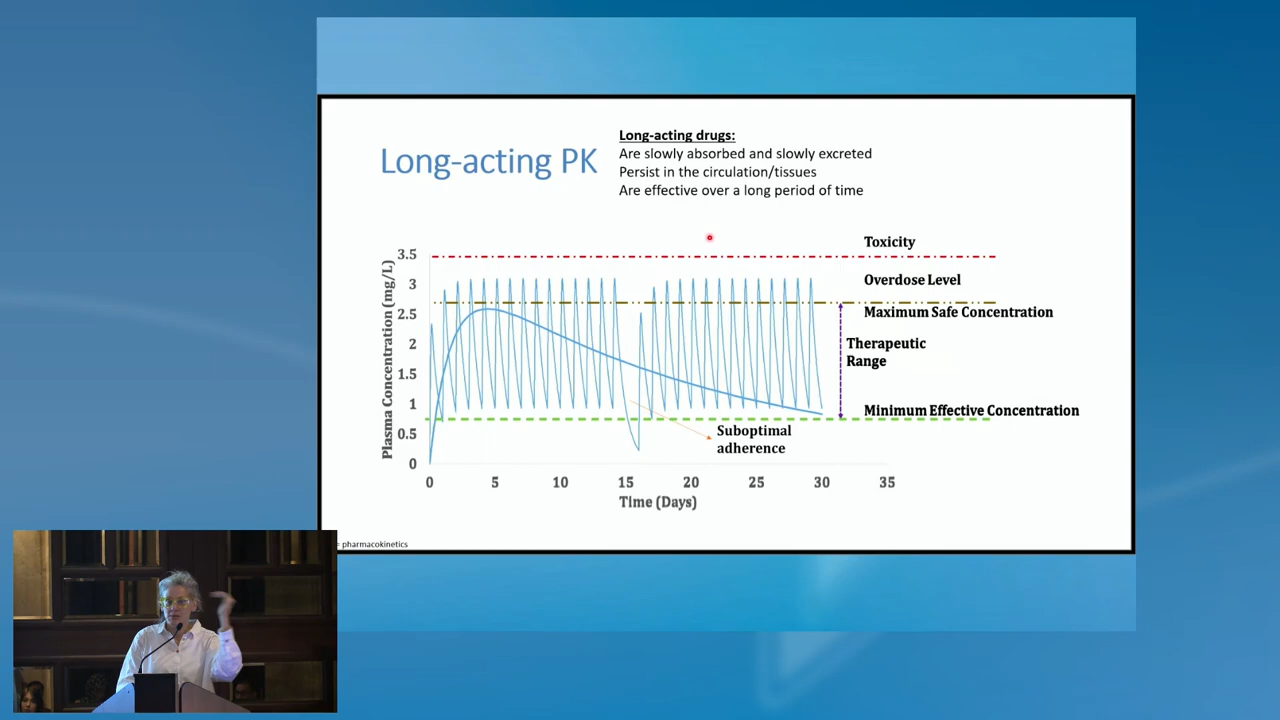 Long-acting PK
Long-acting drugs:
Are slowly absorbed and slowly excreted
Persist in the circulation/tissues
Are effective over a long period of time
Plasma Concentration (mg/L)
3.5
3
2.5
2
1.5
1
0.5
0
0 5 10 15 20 25 30 35
Time (Days)
Toxicity
Overdose Level
Maximum Safe Concentration
Therapeutic
Range
Minimum Effective Concentration
Suboptimal
adherence
= pharmacokinetics